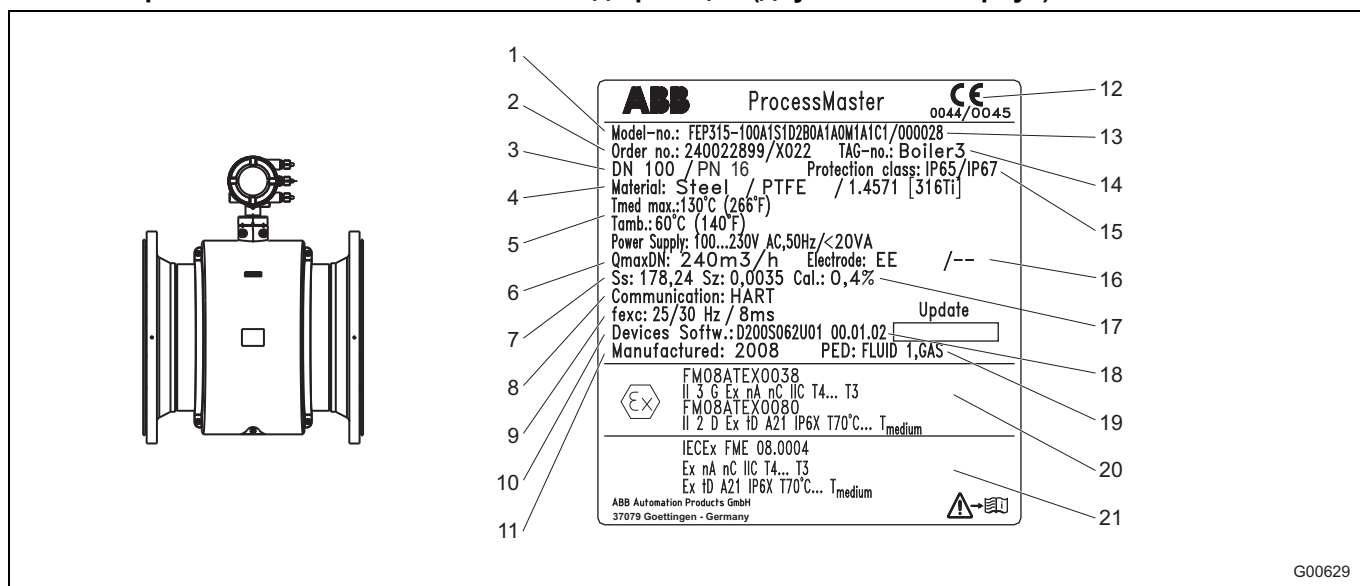 1
2
3
4
5
6
7
8
9
10
11
ABB ProcessMaster CE
0044/0045
Model-no.: FEP315-100A1S1D2B0A1A0M1A1C1/000028
Order no.: 240022899/X022 TAG-no.: Boiler3
DN 100 / PN 16 Protection class: IP65/IP67
Material: Steel / PTFE / 1.4571 [316Ti]
Tmed max.:130°C (266°F)
Tamb.: 60°C (140°F)
Power Supply: 100...230V AC,50Hz/<20VA
QmaxDN: 240m3/h Electrode: EE /--
Ss: 178,24 Sz: 0,0035 Cal.: 0,4%
Communication: HART
fexc: 25/30 Hz / 8ms Update
Devices Softw.: D200S062U01 00.01.02
Manufactured: 2008 PED: FLUID 1,GAS
Ex
FM08ATEX0038
II 3 G Ex nA nC IIC T4... T3
FM08ATEX0080
II 2 D Ex tD A21 IP6X T70°C... Tmedium
IECEx FME 08.0004
Ex nA nC IIC T4... T3
Ex tD A21 IP6X T70°C... Tmedium
ABB Automation Products GmbH
37079 Goettingen - Germany
i
12
13
14
15
16
17
18
19
20
21
G00629